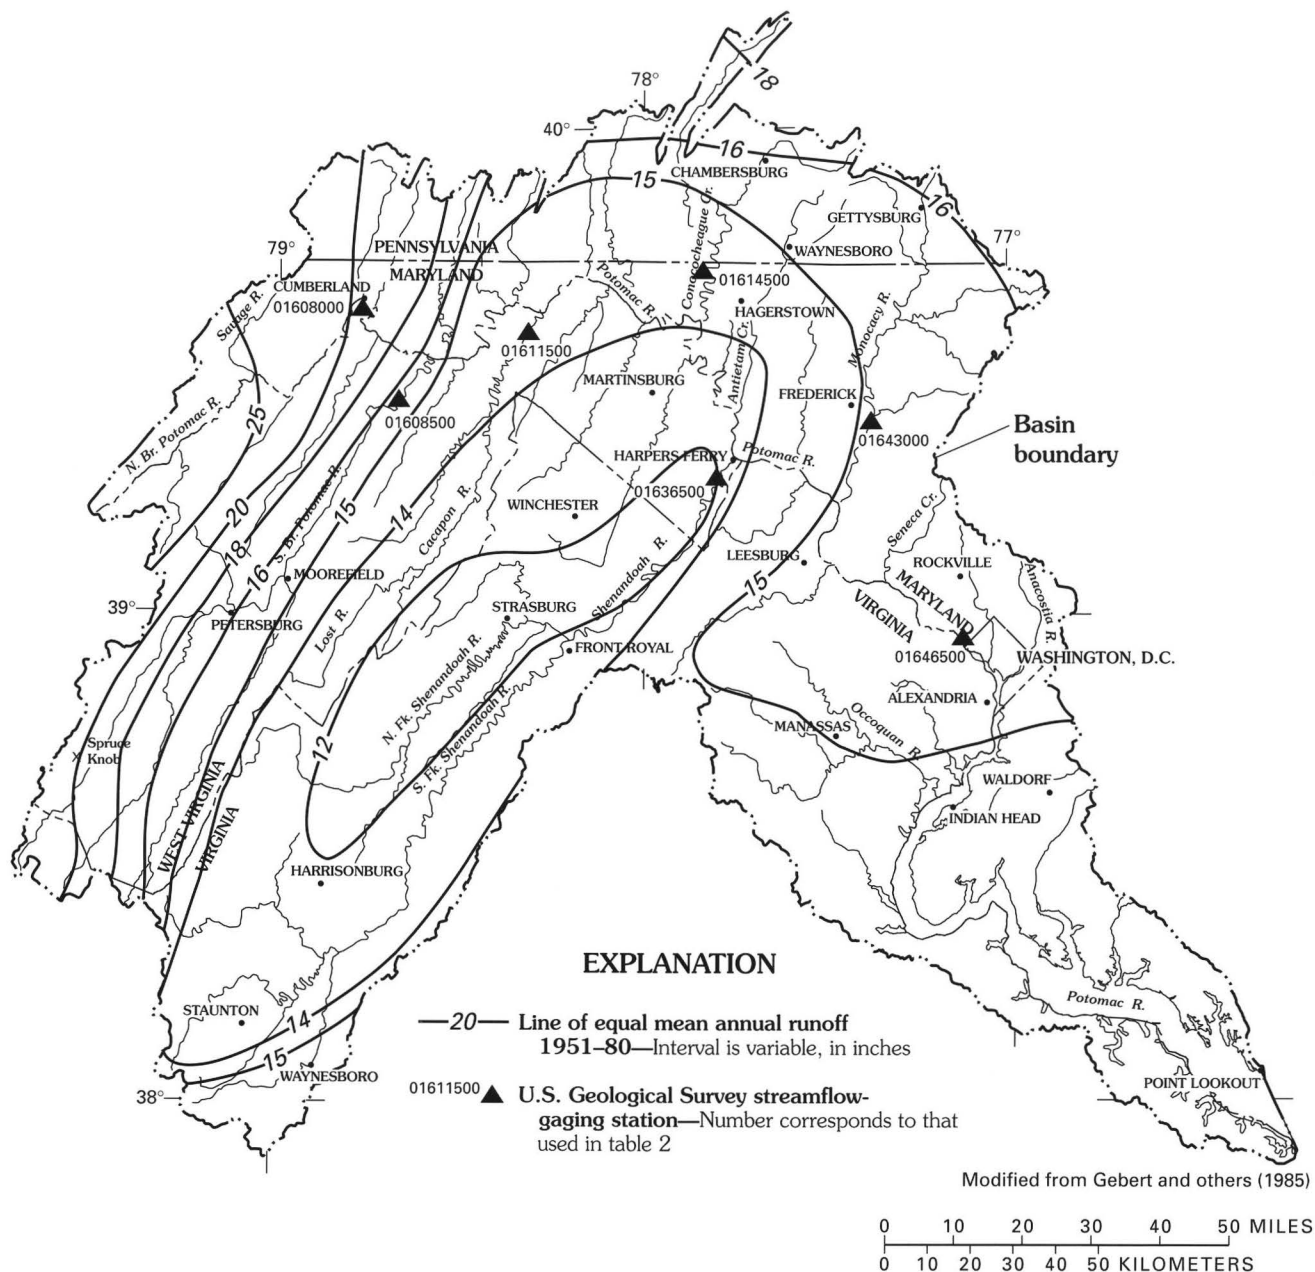 18
78°
40°
16
CHAMBERSBURG
15
Conococheague Cr.
16
GETTYSBURG
79°
PENNSYLVANIA
WAYNESBORO
77°
MARYLAND
Potomac R.
CUMBERLAND
01608000
Savage R.
01614500
HAGERSTOWN
Monocacy R.
01611500
Antietam Cr.
MARTINSBURG
FREDERICK
25
N. Br. Potomac R.
01608500
01643000
Basin
boundary
HARPERS FERRY
Potomac R.
01636500
20
S. Br. Potomac R.
15
14
Cacapon R.
WINCHESTER
Seneca Cr.
18
16
Shenandoah R.
LEESBURG
15
ROCKVILLE
MOOREFIELD
MARYLAND
VIRGINIA
Anacostia R.
39°
PETERSBURG
STRASBURG
Lost R.
FRONT ROYAL
01646500
WASHINGTON, D.C.
N. Fk. Shenandoah R.
S. Fk. Shenandoah R.
ALEXANDRIA
Occoquan R.
MANASSAS
Spruce
Knob
12
WALDORF
INDIAN HEAD
WEST VIRGINIA
VIRGINIA
HARRISONBURG
EXPLANATION
STAUNTON
14
15
WAYNESBORO
38°
20 Line of equal mean annual runoff
1951–80—Interval is variable, in inches
01611500 U.S. Geological Survey streamflow-
gaging station—Number corresponds to that
used in table 2
Potomac R.
POINT LOOKOUT
Modified from Gebert and others (1985)
0 10 20 30 40 50 MILES
0 10 20 30 40 50 KILOMETERS